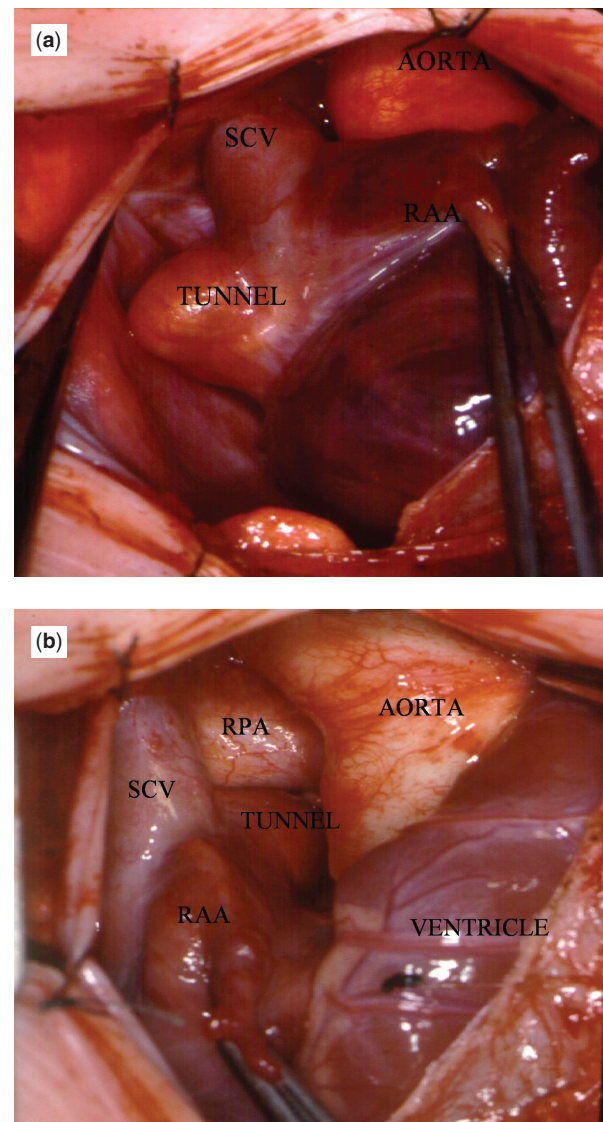 (a)
AORTA
SCV
RAA
TUNNEL
(b)
RPA
AORTA
SCV
TUNNEL
RAA
VENTRICLE